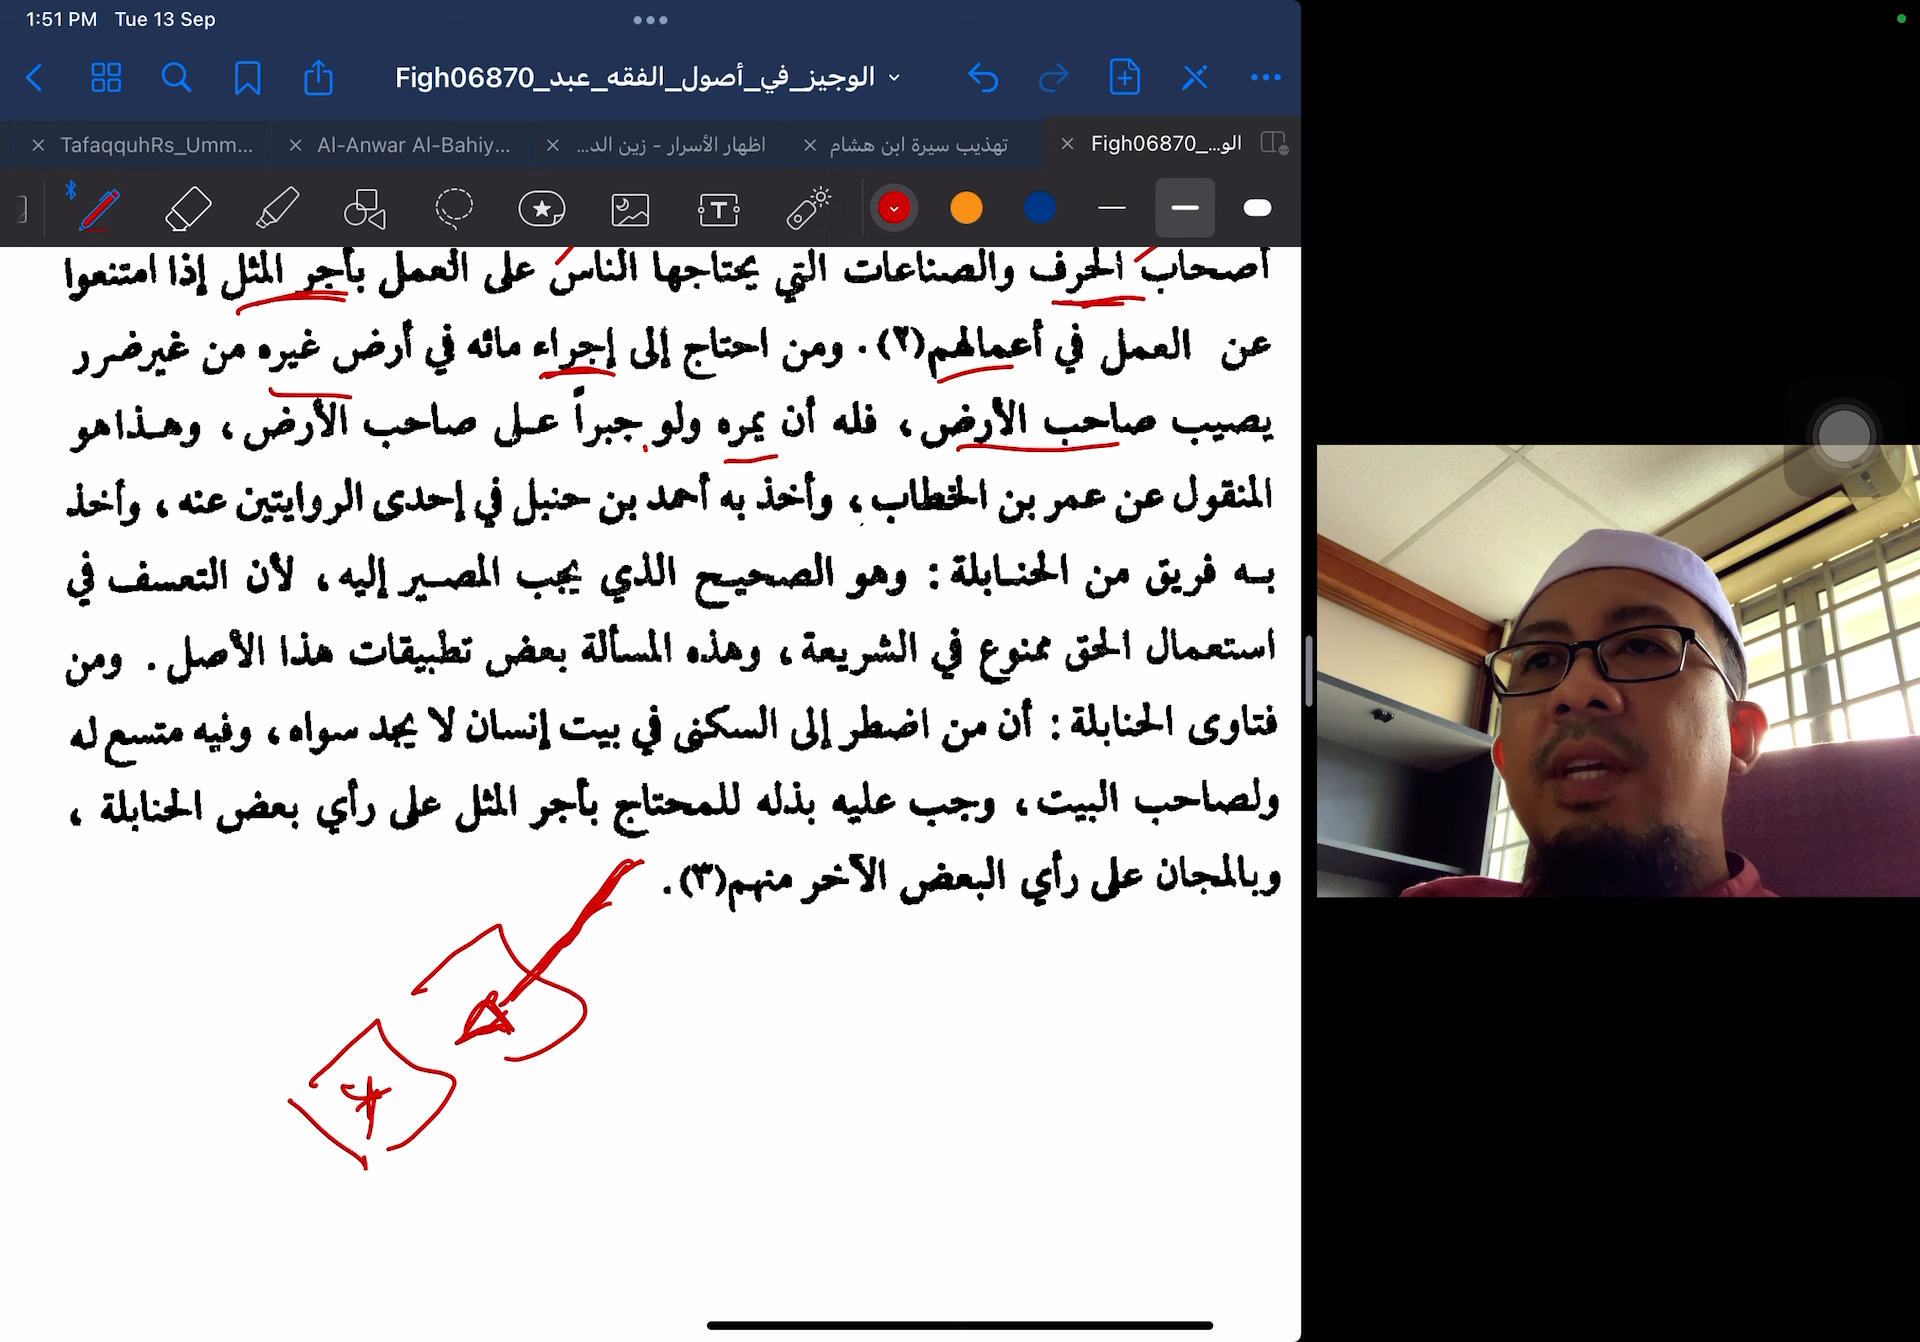 1:51 PM Tue 13 Sep
Figh06870_الوجيز_في_أصول_الفقه_عبد
TafaqquhRs_Umm...
Al-Anwar Al-Bahiy...
اظهار الأسرار - زين الد...
تهذيب سيرة ابن هشام
Figh06870_...الو
أصحاب الحرف والصناعات التي يحتاجها الناس على العمل بأجر المثل إذا امتنعوا
عن العمل في أعمالهم(٢). ومن احتاج إلى إجراء مائه في أرض غيره من غير ضرر
يصيب صاحب الأرض، فله أن يمره ولو جبراً على صاحب الأرض، وهذا هو
المنقول عن عمر بن الخطاب، وأخذ به أحمد بن حنبل في إحدى الروايتين عنه، وأخذ
به فريق من الحنابلة: وهو الصحيح الذي يجب المصير إليه، لأن التعسف في
استعمال الحق ممنوع في الشريعة، وهذه المسألة بعض تطبيقات هذا الأصل. ومن
فتاوى الحنابلة: أن من اضطر إلى السكنى في بيت إنسان لا يجد سواه، وفيه متسع له
ولصاحب البيت، وجب عليه بذله للمحتاج بأجر المثل على رأي بعض الحنابلة،
وبالمجان على رأي البعض الآخر منهم(٣).